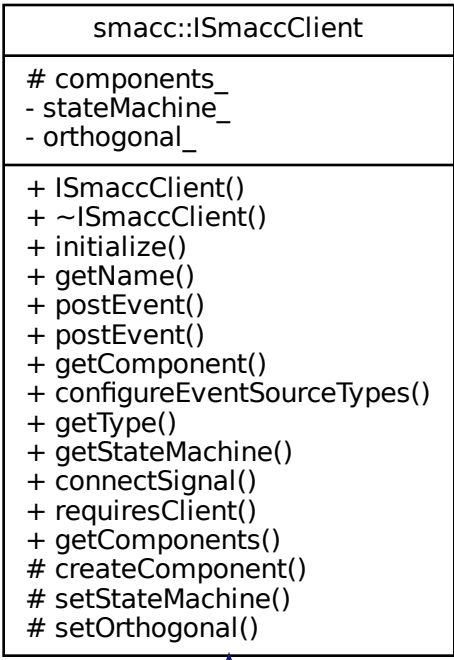 smacc::ISmaccClient
# components_
- stateMachine_
- orthogonal_
+ ISmaccClient()
+ ~ISmaccClient()
+ initialize()
+ getName()
+ postEvent()
+ postEvent()
+ getComponent()
+ configureEventSourceTypes()
+ getType()
+ getStateMachine()
+ connectSignal()
+ requiresClient()
+ getComponents()
# createComponent()
# setStateMachine()
# setOrthogonal()